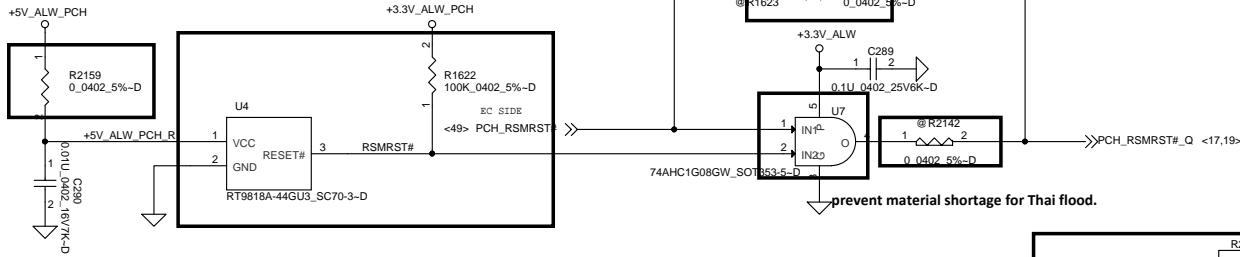 +5V_ALW_PCH
+3.3V_ALW_PCH
@R1623
0_0402_5%~D
+3.3V_ALW
1
R2159
0_0402_5%~D
2
R1622
100K_0402_5%~D
1
C289
1 2
0.1U_0402_25V6K~D
U4
EC SIDE
<49> PCH_RSMRST#
5
U7
+5V_ALW_PCH_R
1
VCC
2
GND
RESET#
3
RSMRST#
1
IN1
P
2
IN2
G
O
4
@R2142
1 2
0_0402_5%~D
PCH_RSMRST#_Q <17,19>
1
2
C290
0.01U_0402_16V7K~D
RT9818A-44GU3_SC70-3~D
74AHC1G08GW_SOT353-5~D
prevent material shortage for Thai flood.